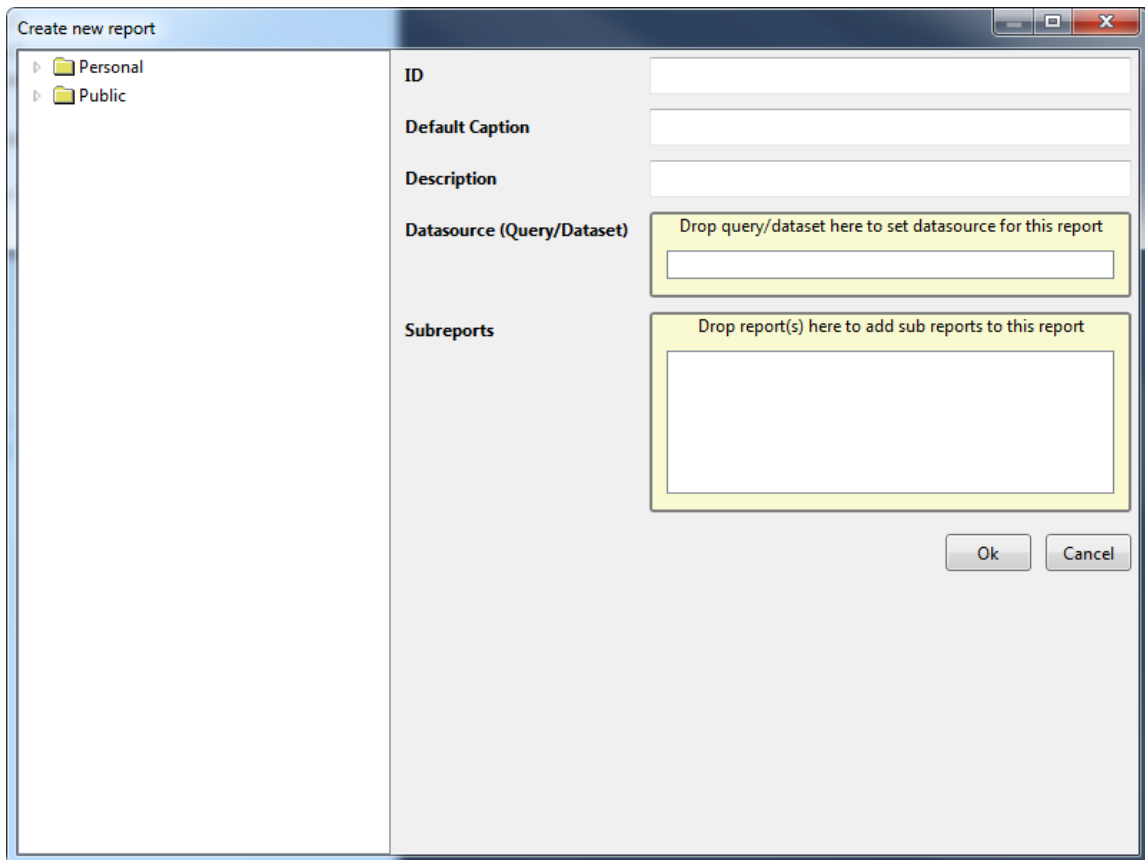 Create new report
Personal
Public
ID
Default Caption
Description
Datasource (Query/Dataset)
Drop query/dataset here to set datasource for this report
Subreports
Drop report(s) here to add sub reports to this report
Ok
Cancel